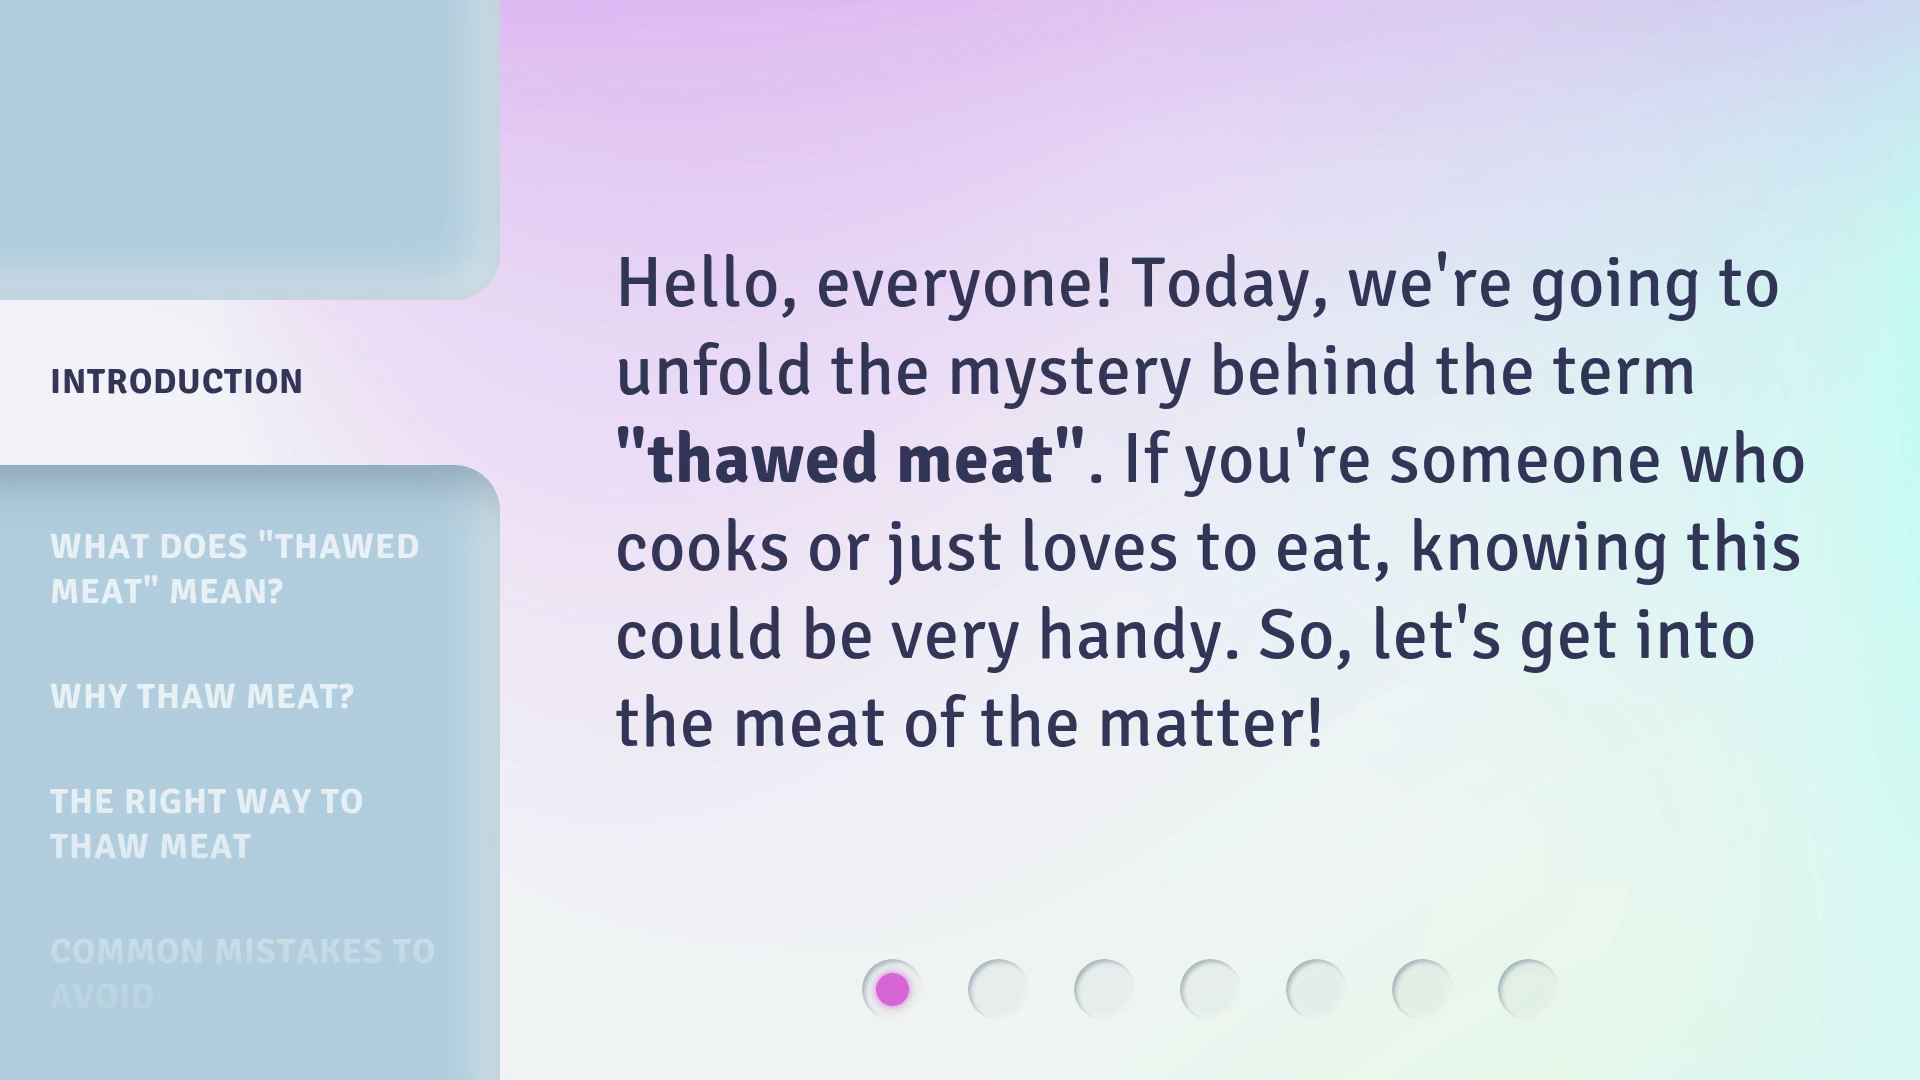 INTRODUCTION
WHAT DOES "THAWED
MEAT" MEAN?
WHY THAW MEAT?
THE RIGHT WAY TO
THAW MEAT
COMMON MISTAKES TO
AVOID
Hello, everyone! Today, we're going to
unfold the mystery behind the term
"thawed meat". If you're someone who
cooks or just loves to eat, knowing this
could be very handy. So, let's get into
the meat of the matter!